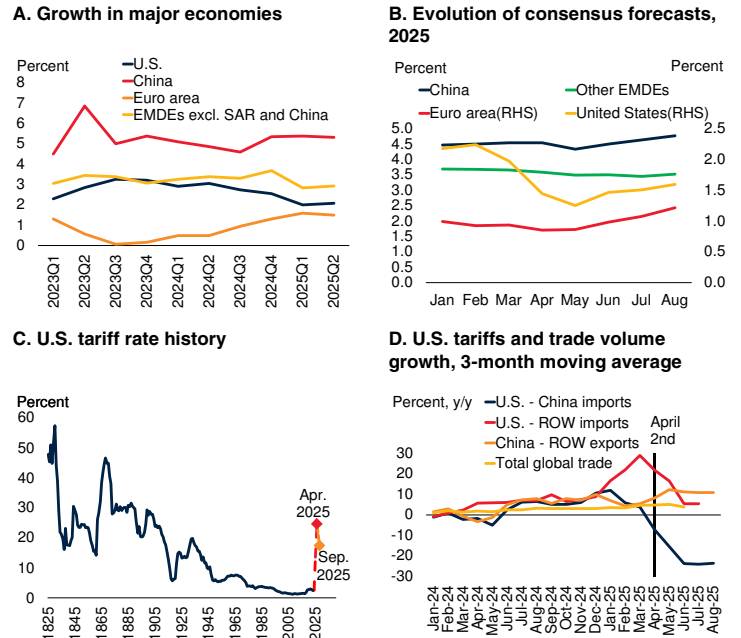 A. Growth in major economies
Percent
U.S.
China
Euro area
EMDEs excl. SAR and China
8
7
6
5
4
3
2
1
0
2023Q1
2023Q2
2023Q3
2023Q4
2024Q1
2024Q2
2024Q3
2024Q4
2025Q1
2025Q2
B. Evolution of consensus forecasts,
2025
Percent
Percent
China
Other EMDEs
Euro area(RHS)
United States(RHS)
5.0
4.5
4.0
3.5
3.0
2.5
2.0
1.5
1.0
0.5
0.0
2.5
2.0
1.5
1.0
0.5
0.0
Jan Feb Mar Apr May Jun Jul Aug
C. U.S. tariff rate history
Percent
60
50
40
30
20
10
0
Apr.
2025
Sep.
2025
1825
1845
1865
1885
1905
1925
1945
1965
1985
2005
2025
D. U.S. tariffs and trade volume
growth, 3-month moving average
Percent, y/y
U.S. - China imports
U.S. - ROW imports
China - ROW exports
Total global trade
April
2nd
30
20
10
0
-10
-20
-30
Jan-24
Feb-24
Mar-24
Apr-24
May-24
Jun-24
Jul-24
Aug-24
Sep-24
Oct-24
Nov-24
Dec-24
Jan-25
Feb-25
Mar-25
Apr-25
May-25
Jun-25
Jul-25
Aug-25